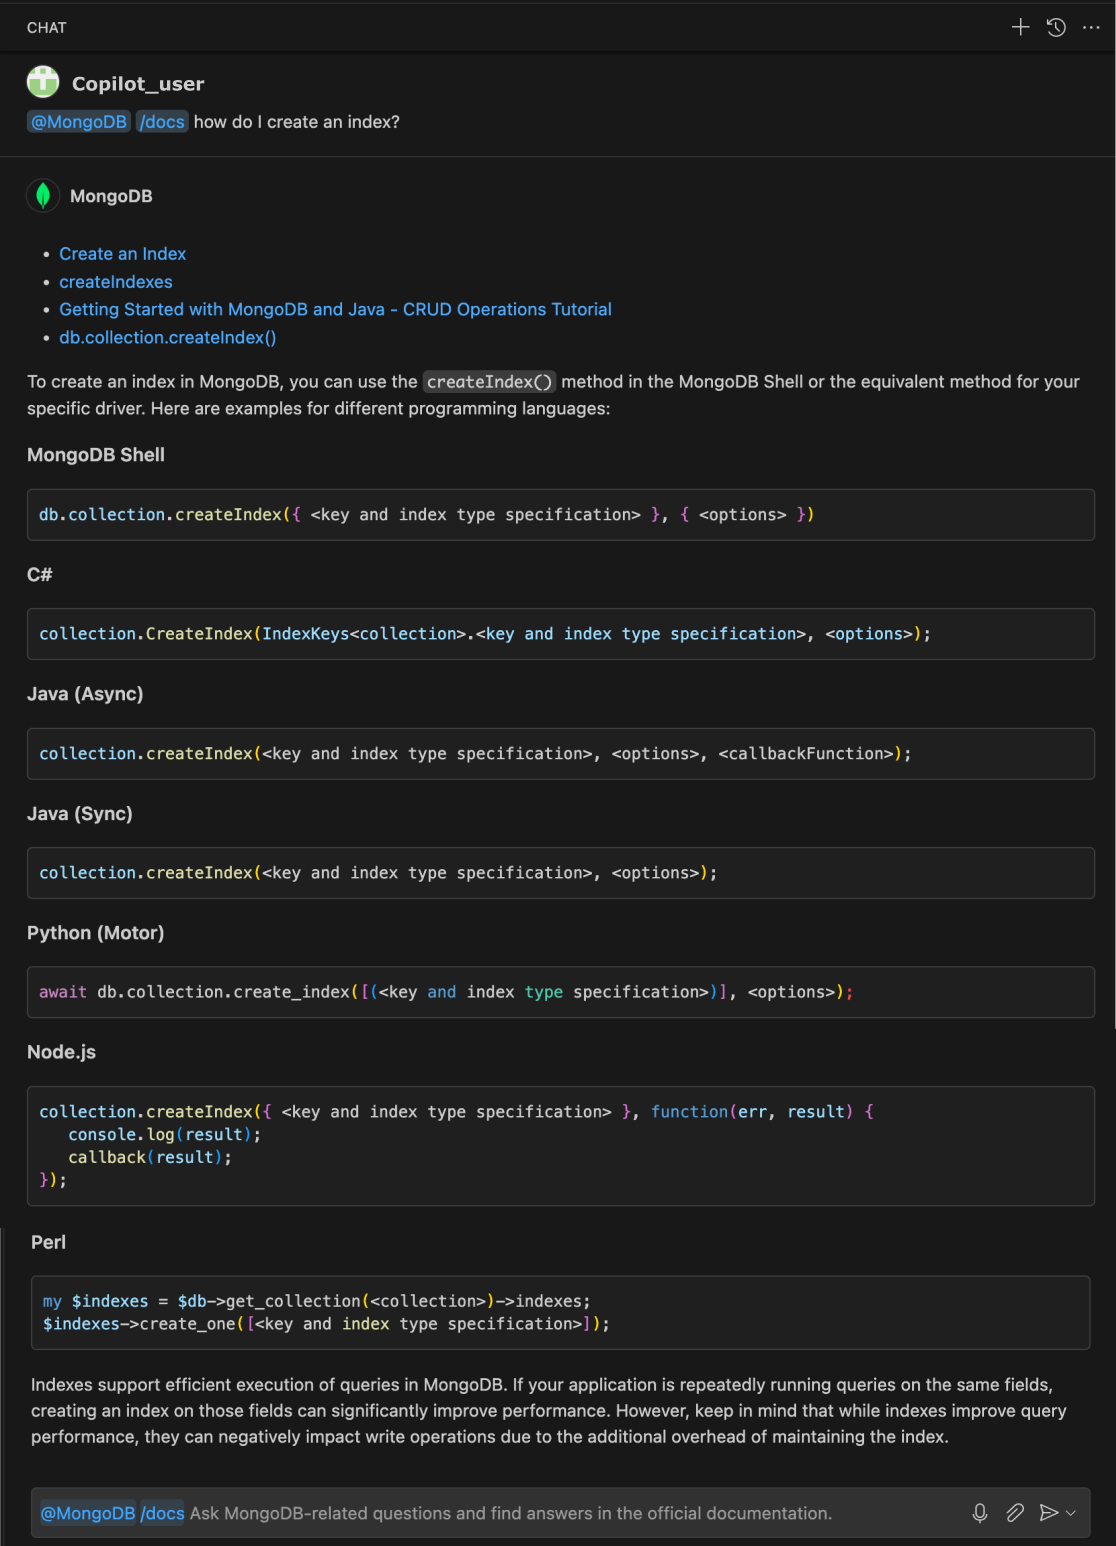 CHAT
Copilot_user
@MongoDB /docs how do I create an index?
MongoDB
• Create an Index
• createIndexes
• Getting Started with MongoDB and Java - CRUD Operations Tutorial
• db.collection.createIndex()
To create an index in MongoDB, you can use the createIndex() method in the MongoDB Shell or the equivalent method for your
specific driver. Here are examples for different programming languages:
MongoDB Shell
db.collection.createIndex({ <key and index type specification> }, { <options> })
C#
collection.CreateIndex(IndexKeys<collection>.<key and index type specification>, <options>);
Java (Async)
collection.createIndex(<key and index type specification>, <options>, <callbackFunction>);
Java (Sync)
collection.createIndex(<key and index type specification>, <options>);
Python (Motor)
await db.collection.create_index([(<key and index type specification>)], <options>);
Node.js
collection.createIndex({ <key and index type specification> }, function(err, result) {
   console.log(result);
   callback(result);
});
Perl
my $indexes = $db->get_collection(<collection>)->indexes;
$indexes->create_one([<key and index type specification>]);
Indexes support efficient execution of queries in MongoDB. If your application is repeatedly running queries on the same fields,
creating an index on those fields can significantly improve performance. However, keep in mind that while indexes improve query
performance, they can negatively impact write operations due to the additional overhead of maintaining the index.
@MongoDB /docs Ask MongoDB-related questions and find answers in the official documentation.